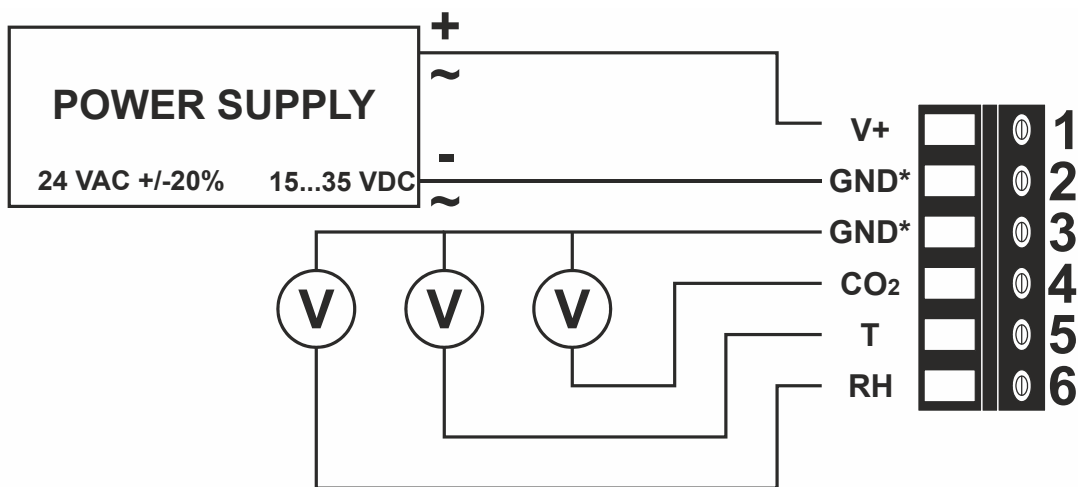 +
~
POWER SUPPLY
24 VAC +/-20% 15...35 VDC
-
~
V+ 1
GND* 2
GND* 3
CO2 4
T 5
RH 6
V V V